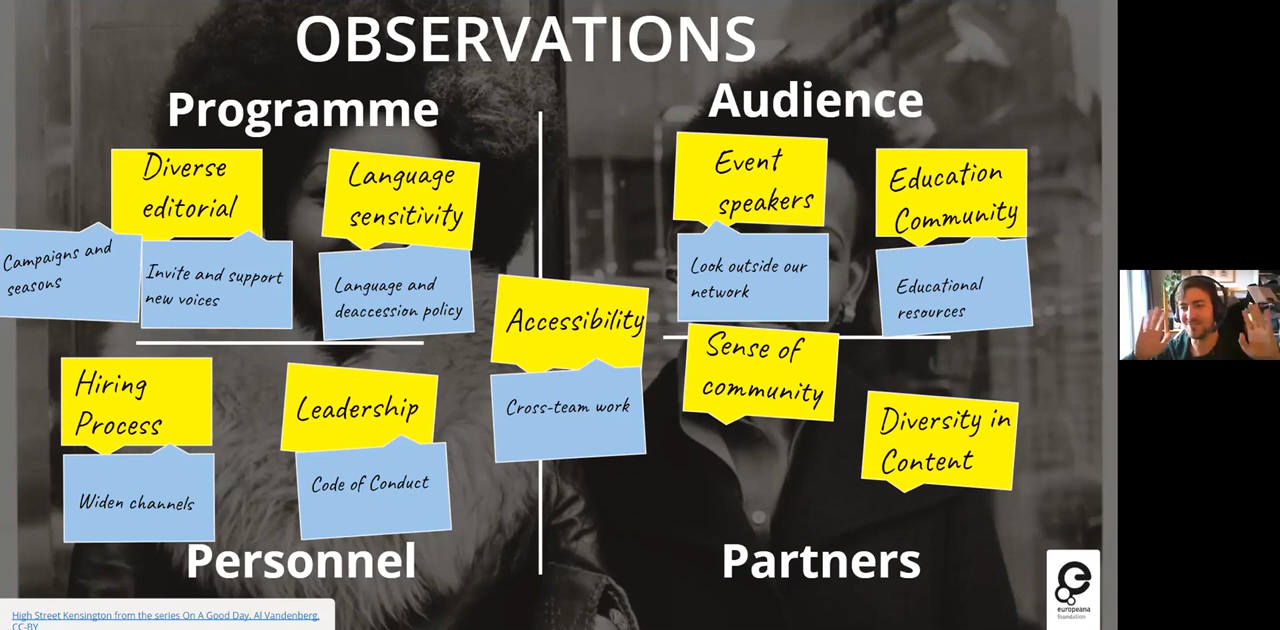 OBSERVATIONS
Programme
Audience
Diverse
editorial
Language
sensitivity
Event
speakers
Education
Community
Campaigns and
seasons
Invite and support
new voices
Language and
deaccession policy
Look outside our
network
Educational
resources
Accessibility
Cross-team work
Hiring
Process
Leadership
Sense of
community
Diversity in
Content
Widen channels
Code of Conduct
Personnel
Partners
europeana
foundation
High Street Kensington from the series On A Good Day, Al Vandenberg,
CC-BY